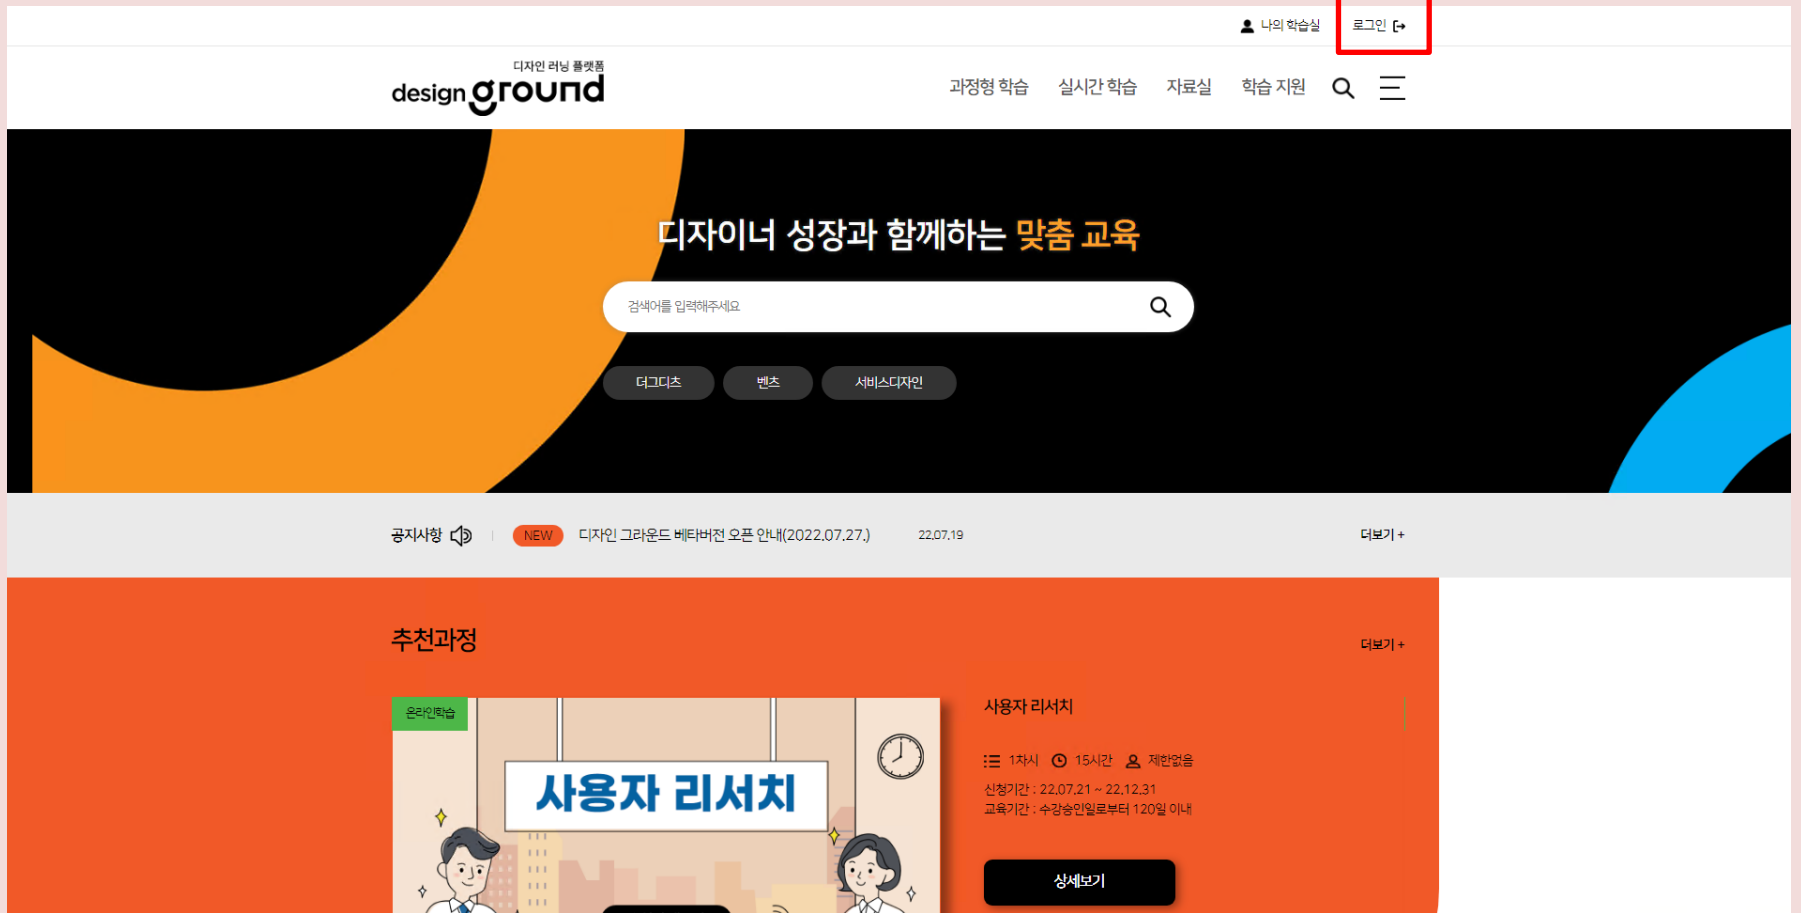 나의 학습실
로그인
디자인 러닝 플랫폼
design ground
과정형 학습 실시간 학습 자료실 학습 지원
디자이너 성장과 함께하는 맞춤 교육
검색어를 입력해주세요
더그디츠 벤츠 서비스디자인
공지사항 NEW 디자인 그라운드 베타버전 오픈 안내(2022.07.27.) 22.07.19 더보기 +
추천과정 더보기 +
온라인학습
사용자 리서치
사용자 리서치
1차시 15시간 제한없음
신청기간 : 22.07.21 ~ 22.12.31
교육기간 : 수강승인일로부터 120일 이내
상세보기